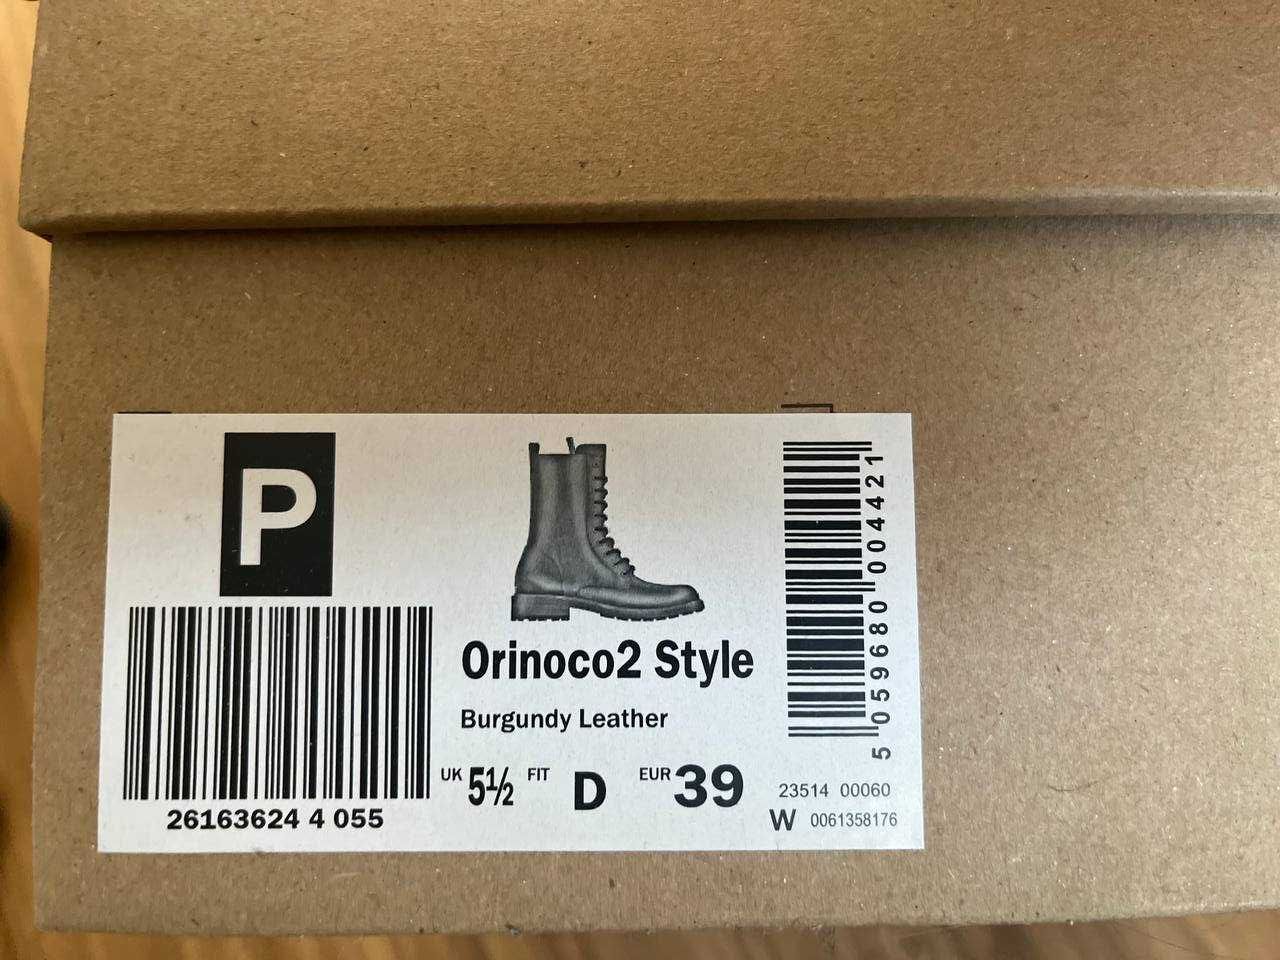 P
26163624 4 055
Orinoco2 Style
Burgundy Leather
UK 5½ FIT D EUR 39
5 059680 004421
23514 00060
W 0061358176